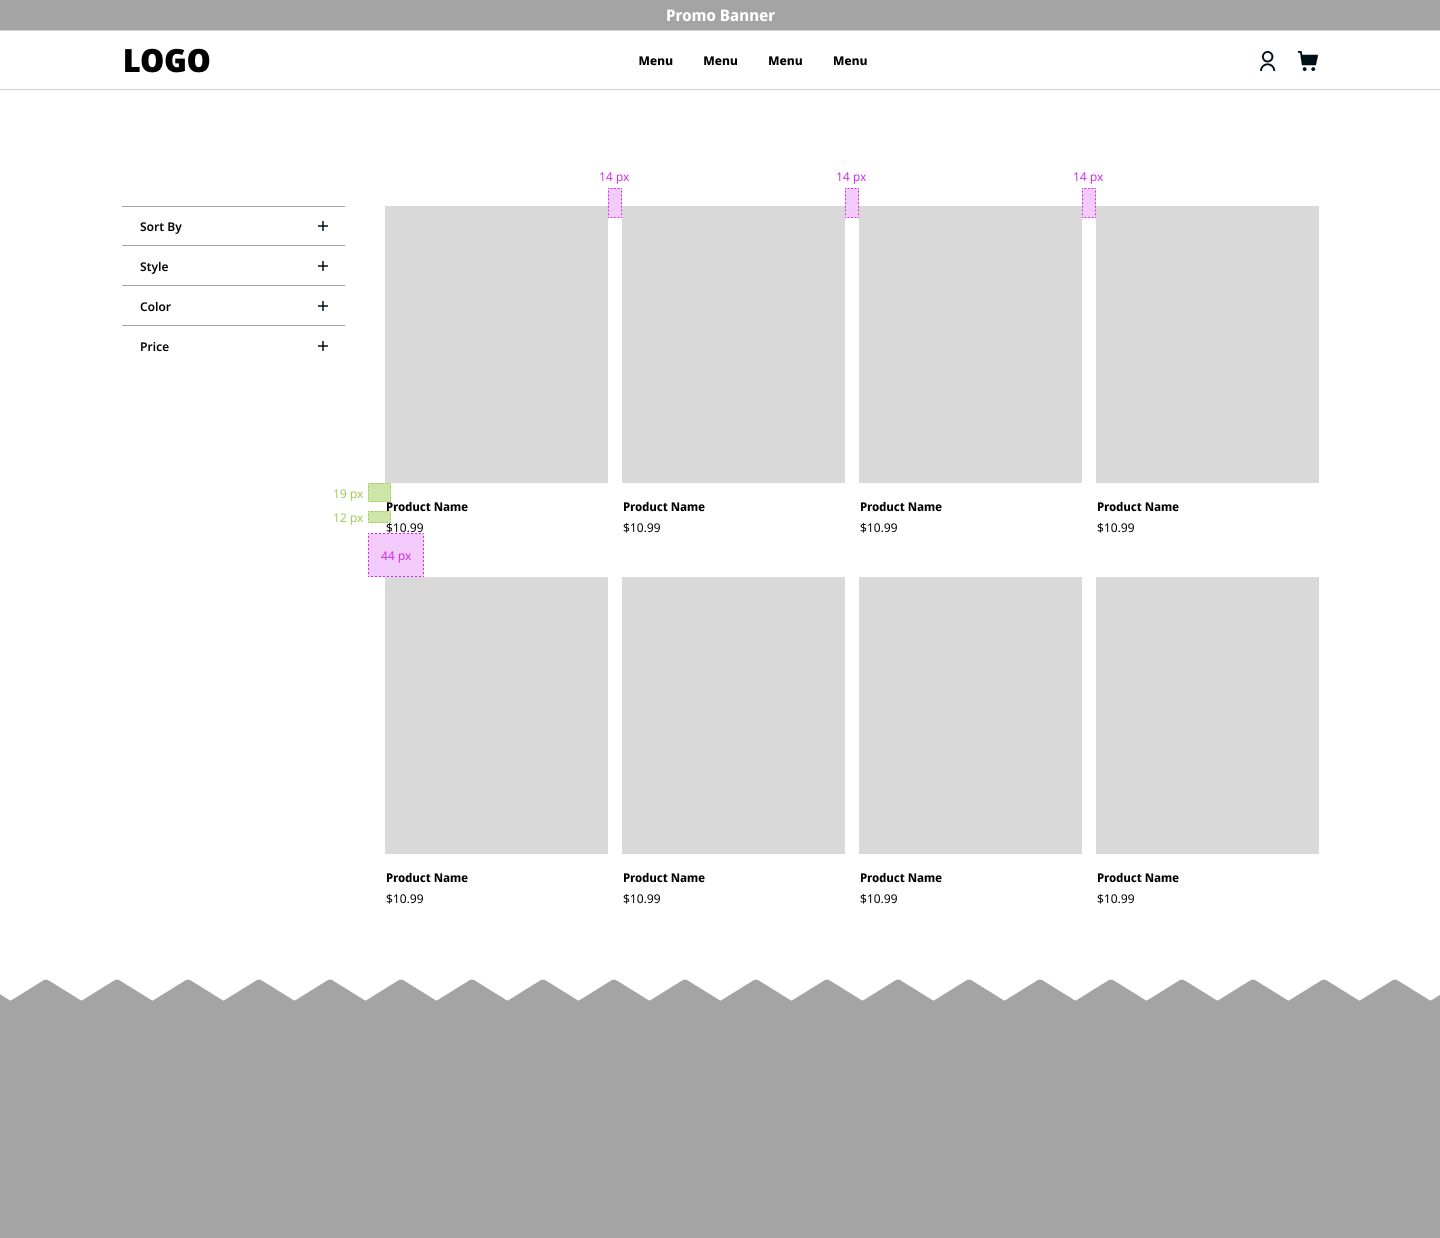 Promo Banner
LOGO
Menu Menu Menu Menu
14 px 14 px 14 px
Sort By
Style
Color
Price
19 px
Product Name Product Name Product Name Product Name
12 px
$10.99 $10.99 $10.99 $10.99
44 px
Product Name Product Name Product Name Product Name
$10.99 $10.99 $10.99 $10.99